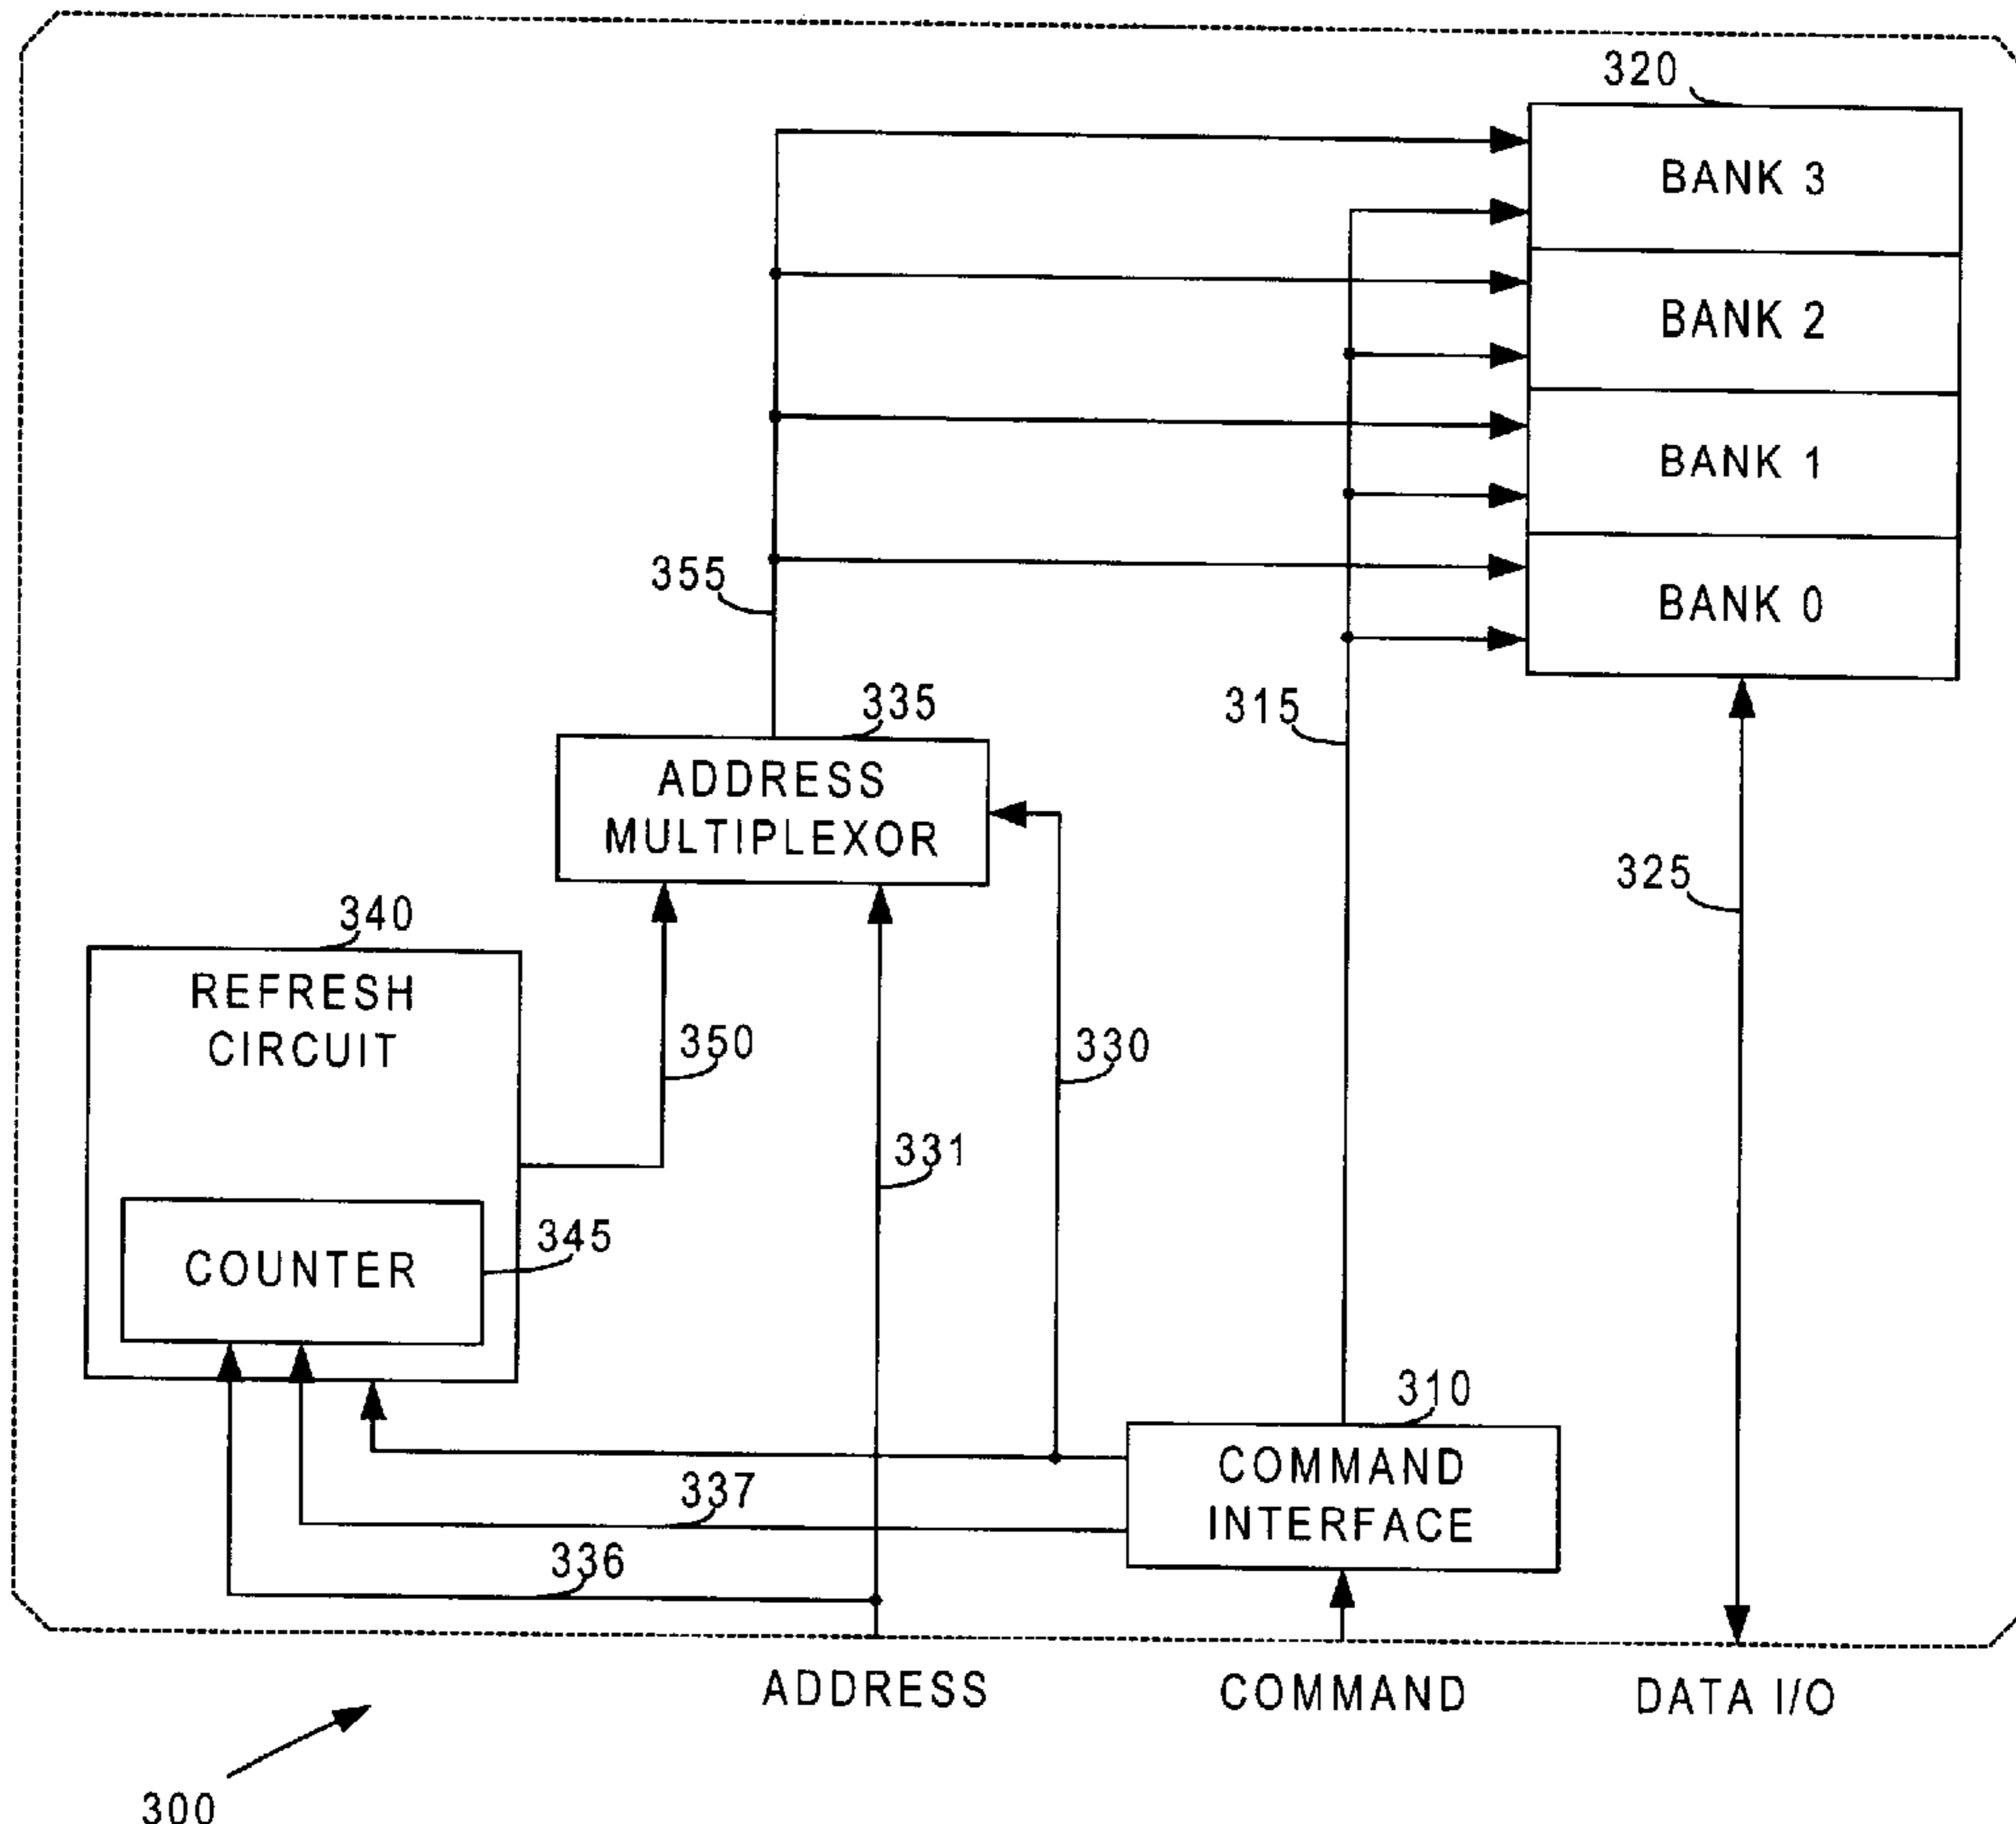 320
BANK 3
BANK 2
BANK 1
BANK 0
355
335
315
ADDRESS
MULTIPLEXOR
325
340
REFRESH
CIRCUIT
350
330
331
345
COUNTER
310
COMMAND
INTERFACE
337
336
ADDRESS
COMMAND
DATA I/O
300